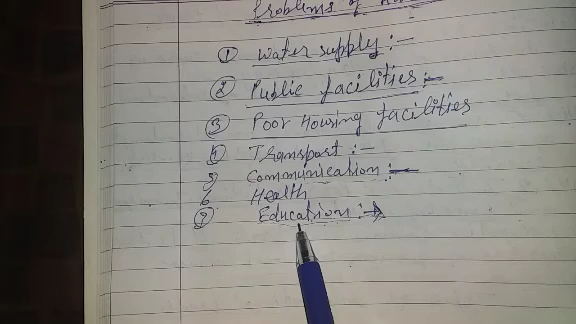 Problems of
① Water supply :-
② Public facilities :-
③ Poor Housing facilities
④ Transport :-
5 Communication :-
6 Health
⑦ Education :->